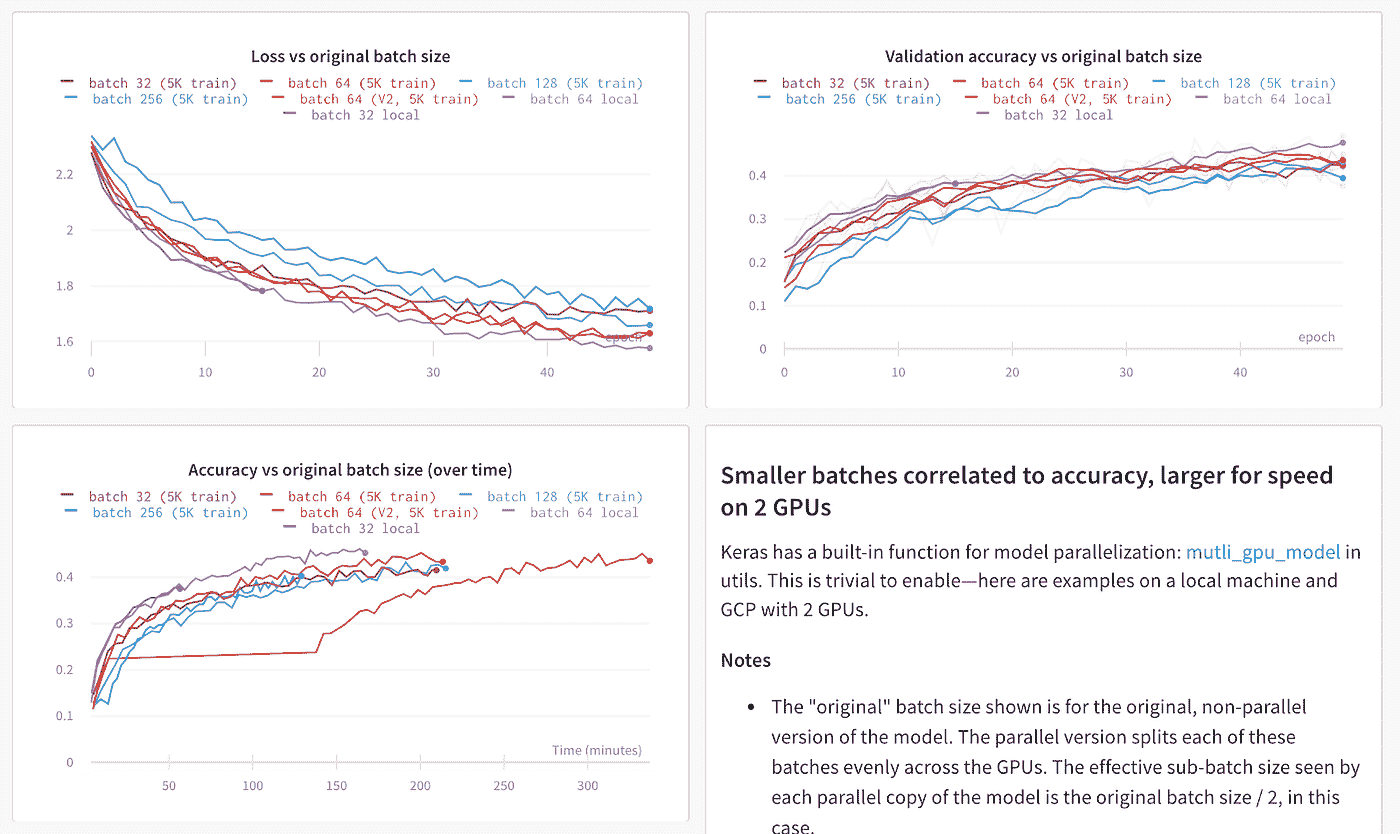 Loss vs original batch size
batch 32 (5K train) batch 64 (5K train) batch 128 (5K train)
batch 256 (5K train) batch 64 (V2, 5K train) batch 64 local
batch 32 local
2.2
2
1.8
1.6
epoch
0 10 20 30 40
Validation accuracy vs original batch size
batch 32 (5K train) batch 64 (5K train) batch 128 (5K train)
batch 256 (5K train) batch 64 (V2, 5K train) batch 64 local
batch 32 local
0.4
0.3
0.2
0.1
0
epoch
0 10 20 30 40
Accuracy vs original batch size (over time)
batch 32 (5K train) batch 64 (5K train) batch 128 (5K train)
batch 256 (5K train) batch 64 (V2, 5K train) batch 64 local
batch 32 local
0.4
0.3
0.2
0.1
0
Time (minutes)
50 100 150 200 250 300
Smaller batches correlated to accuracy, larger for speed
on 2 GPUs
Keras has a built-in function for model parallelization: mutli_gpu_model in
utils. This is trivial to enable—here are examples on a local machine and
GCP with 2 GPUs.
Notes
• The "original" batch size shown is for the original, non-parallel
version of the model. The parallel version splits each of these
batches evenly across the GPUs. The effective sub-batch size seen by
each parallel copy of the model is the original batch size / 2, in this
case.